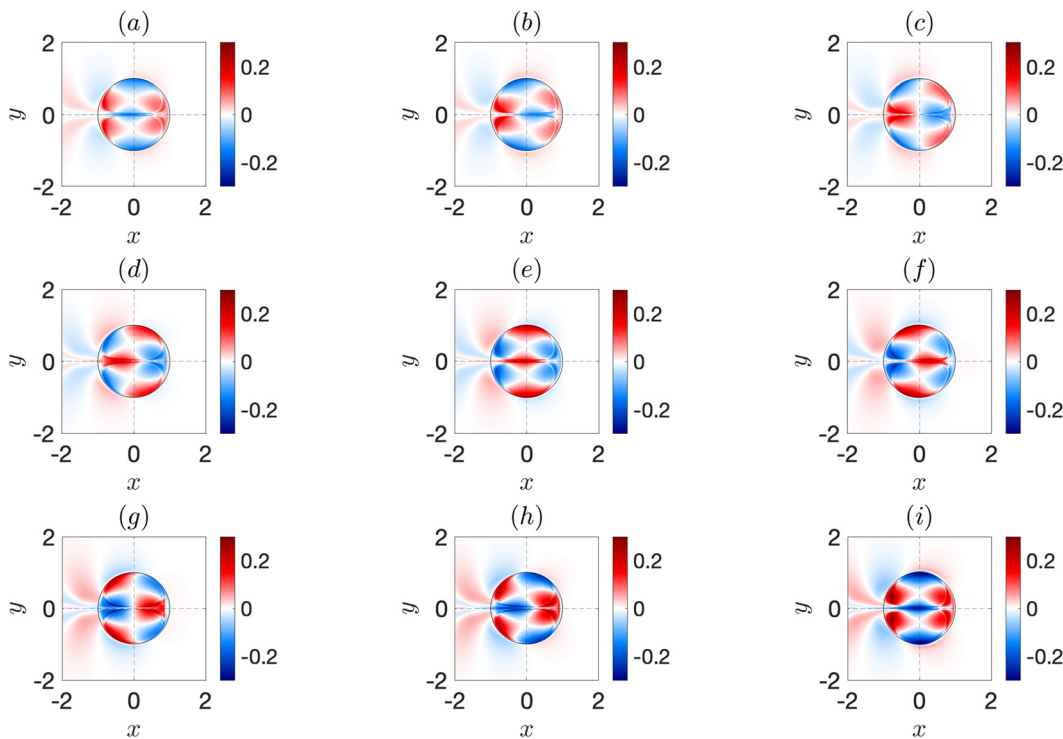 (a) (b) (c)
2 0.2 2 0.2 2 0.2
y 0 0 y 0 0 y 0 0
-0.2 -0.2 -0.2
-2 -2 -2
-2 0 2 -2 0 2 -2 0 2
x x x
(d) (e) (f)
2 0.2 2 0.2 2 0.2
y 0 0 y 0 0 y 0 0
-0.2 -0.2 -0.2
-2 -2 -2
-2 0 2 -2 0 2 -2 0 2
x x x
(g) (h) (i)
2 0.2 2 0.2 2 0.2
y 0 0 y 0 0 y 0 0
-0.2 -0.2 -0.2
-2 -2 -2
-2 0 2 -2 0 2 -2 0 2
x x x